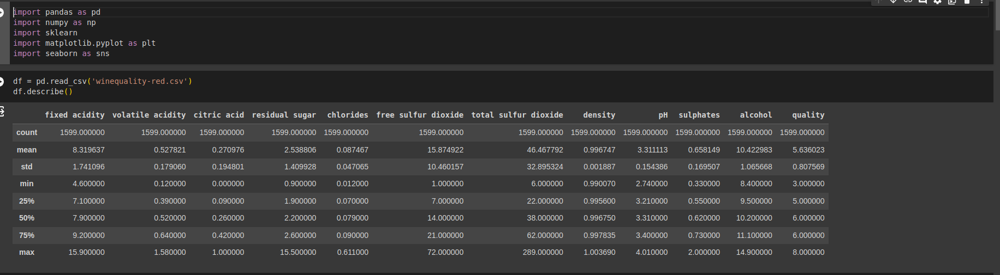 import pandas as pd
import numpy as np
import sklearn
import matplotlib.pyplot as plt
import seaborn as sns
df = pd.read_csv('winequality-red.csv')
df.describe()
fixed acidity volatile acidity citric acid residual sugar chlorides free sulfur dioxide total sulfur dioxide density pH sulphates alcohol quality
count 1599.000000 1599.000000 1599.000000 1599.000000 1599.000000 1599.000000 1599.000000 1599.000000 1599.000000 1599.000000 1599.000000 1599.000000
mean 8.319637 0.527821 0.270976 2.538806 0.087467 15.874922 46.467792 0.996747 3.311113 0.658149 10.422983 5.636023
std 1.741096 0.179060 0.194801 1.409928 0.047065 10.460157 32.895324 0.001887 0.154386 0.169507 1.065668 0.807569
min 4.600000 0.120000 0.000000 0.900000 0.012000 1.000000 6.000000 0.990070 2.740000 0.330000 8.400000 3.000000
25% 7.100000 0.390000 0.090000 1.900000 0.070000 7.000000 22.000000 0.995600 3.210000 0.550000 9.500000 5.000000
50% 7.900000 0.520000 0.260000 2.200000 0.079000 14.000000 38.000000 0.996750 3.310000 0.620000 10.200000 6.000000
75% 9.200000 0.640000 0.420000 2.600000 0.090000 21.000000 62.000000 0.997835 3.400000 0.730000 11.100000 6.000000
max 15.900000 1.580000 1.000000 15.500000 0.611000 72.000000 289.000000 1.003690 4.010000 2.000000 14.900000 8.000000